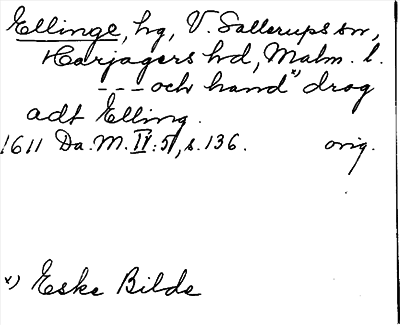 Ellinge, hg, V. Sallerups sn,
Harjagers hd, Malm. l.
--- och hand x) drog
adt Elling.
1611 Da. M. IV:5, s. 136. orig.
x) Eske Bilde